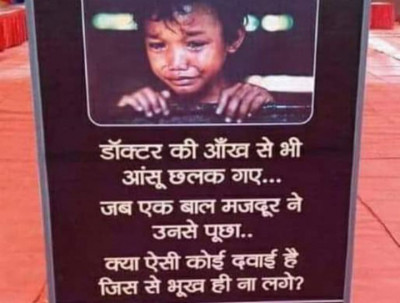 डॉक्टर की आँख से भी
आंसू छलक गए...
जब एक बाल मजदूर ने
उनसे पूछा..
क्या ऐसी कोई दवाई है
जिस से भूख ही ना लगे?